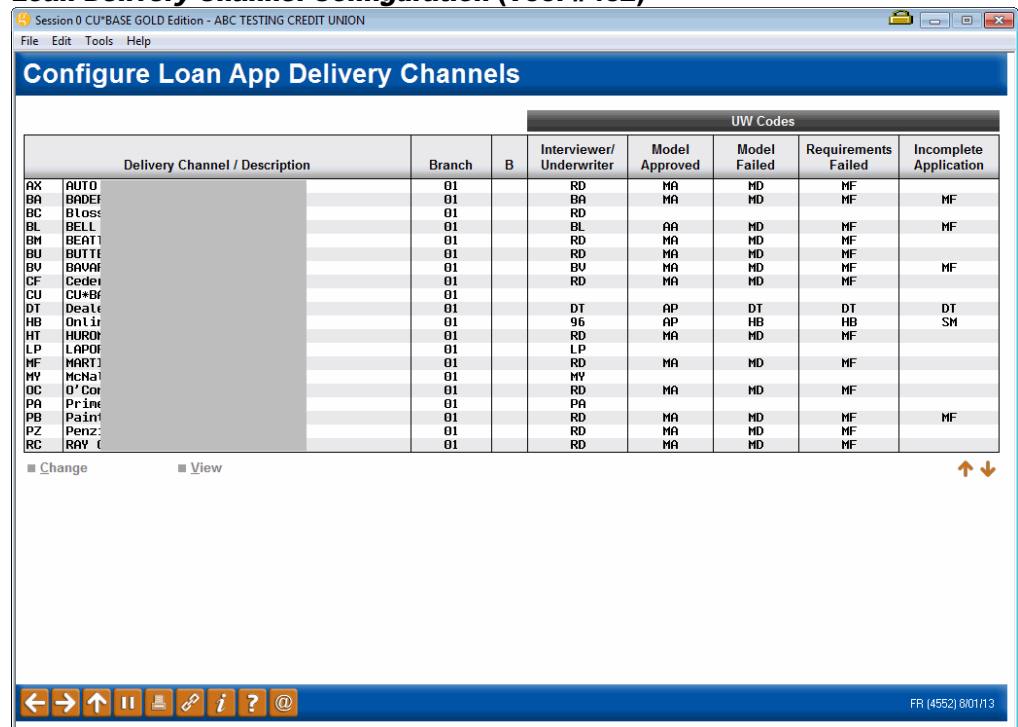 Loan Delivery Channel Configuration (Tool #452)
Session 0 CU*BASE GOLD Edition - ABC TESTING CREDIT UNION
File Edit Tools Help
Configure Loan App Delivery Channels
UW Codes
Delivery Channel / Description Branch B Interviewer/ Underwriter Model Approved Model Failed Requirements Failed Incomplete Application
AX AUTO 01 RD MA MD MF
BA BADER 01 BA MA MD MF MF
BC Bloss 01 RD
BL BELL 01 BL AA MD MF MF
BM BEATT 01 RD MA MD MF
BU BUTTE 01 RD MA MD MF
BV BAVAR 01 BV MA MD MF MF
CF Ceder 01 RD MA MD MF
CU CU*BA 01
DT Deale 01 DT AP DT DT DT
HB Onlin 01 96 AP HB HB SM
HT HURON 01 RD MA MD MF
LP LAPOR 01 LP
MF MARTI 01 RD MA MD MF
MY McNal 01 MY
OC O'Con 01 RD MA MD MF
PA Prime 01 PA
PB Paint 01 RD MA MD MF MF
PZ Penz 01 RD MA MD MF
RC RAY 01 RD MA MD MF
Change View
FR (4552) 8/01/13